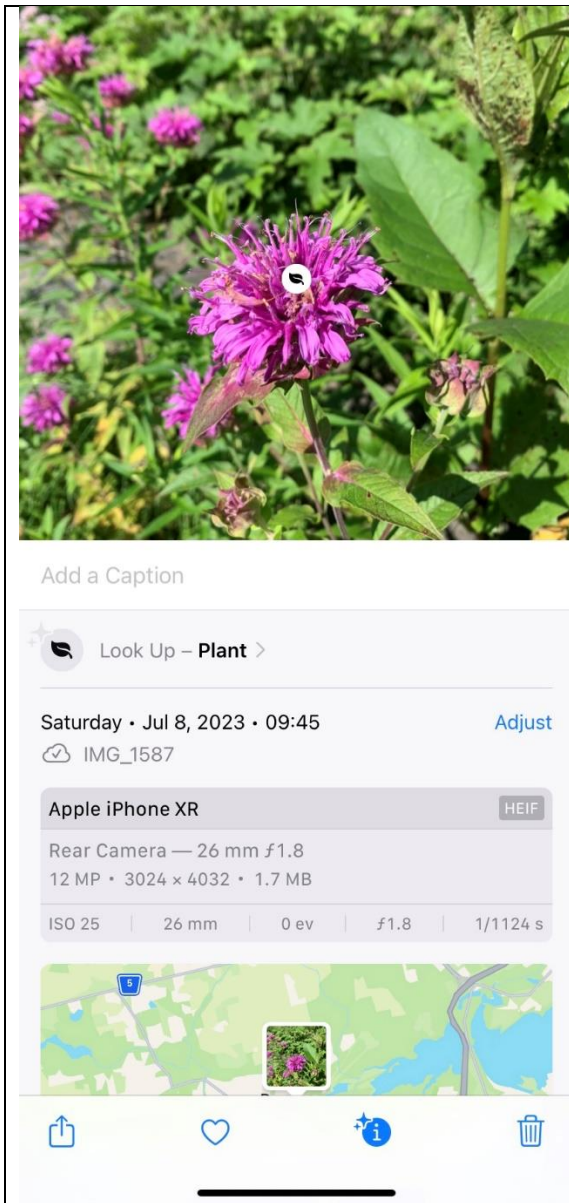 Add a Caption
Look Up – Plant >
Saturday • Jul 8, 2023 • 09:45 Adjust
IMG_1587
Apple iPhone XR HEIF
Rear Camera — 26 mm ƒ1.8
12 MP • 3024 × 4032 • 1.7 MB
ISO 25 | 26 mm | 0 ev | ƒ1.8 | 1/1124 s
5